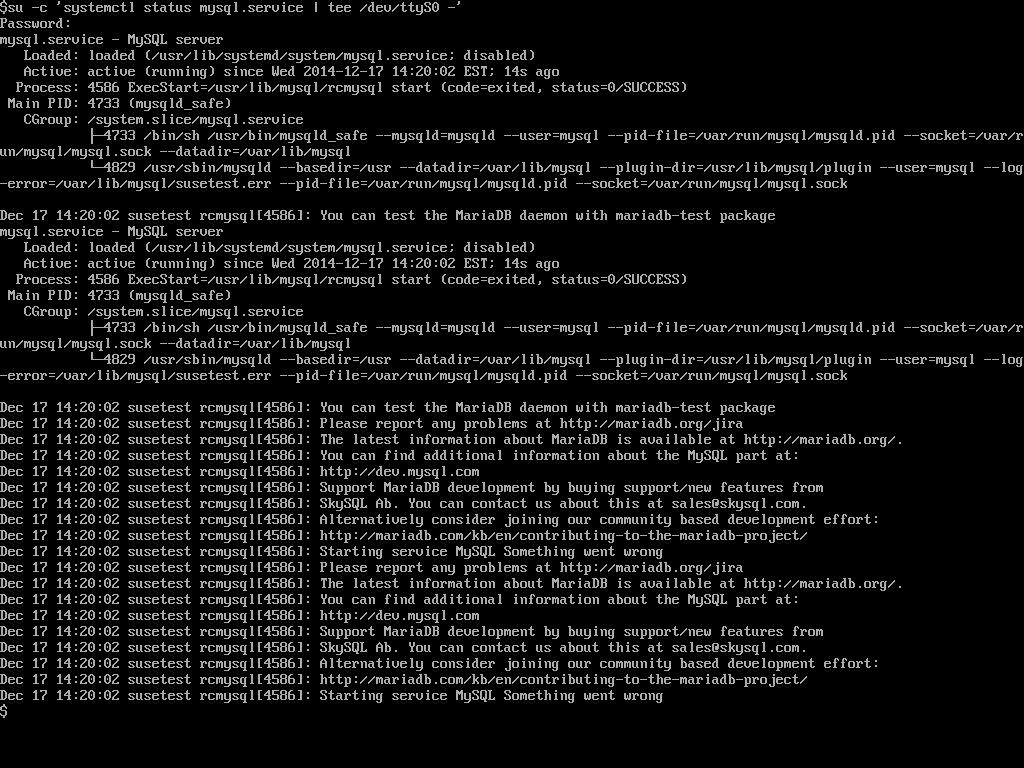 $su -c 'systemctl status mysql.service | tee /dev/ttyS0 -'
Password:
mysql.service - MySQL server
   Loaded: loaded (/usr/lib/systemd/system/mysql.service; disabled)
   Active: active (running) since Wed 2014-12-17 14:20:02 EST; 14s ago
  Process: 4586 ExecStart=/usr/lib/mysql/rcmysql start (code=exited, status=0/SUCCESS)
 Main PID: 4733 (mysqld_safe)
   CGroup: /system.slice/mysql.service
           ├─4733 /bin/sh /usr/bin/mysqld_safe --mysqld=mysqld --user=mysql --pid-file=/var/run/mysql/mysqld.pid --socket=/var/r
un/mysql/mysql.sock --datadir=/var/lib/mysql
           └─4829 /usr/sbin/mysqld --basedir=/usr --datadir=/var/lib/mysql --plugin-dir=/usr/lib/mysql/plugin --user=mysql --log
-error=/var/lib/mysql/susetest.err --pid-file=/var/run/mysql/mysqld.pid --socket=/var/run/mysql/mysql.sock

Dec 17 14:20:02 susetest rcmysql[4586]: You can test the MariaDB daemon with mariadb-test package
mysql.service - MySQL server
   Loaded: loaded (/usr/lib/systemd/system/mysql.service; disabled)
   Active: active (running) since Wed 2014-12-17 14:20:02 EST; 14s ago
  Process: 4586 ExecStart=/usr/lib/mysql/rcmysql start (code=exited, status=0/SUCCESS)
 Main PID: 4733 (mysqld_safe)
   CGroup: /system.slice/mysql.service
           ├─4733 /bin/sh /usr/bin/mysqld_safe --mysqld=mysqld --user=mysql --pid-file=/var/run/mysql/mysqld.pid --socket=/var/r
un/mysql/mysql.sock --datadir=/var/lib/mysql
           └─4829 /usr/sbin/mysqld --basedir=/usr --datadir=/var/lib/mysql --plugin-dir=/usr/lib/mysql/plugin --user=mysql --log
-error=/var/lib/mysql/susetest.err --pid-file=/var/run/mysql/mysqld.pid --socket=/var/run/mysql/mysql.sock

Dec 17 14:20:02 susetest rcmysql[4586]: You can test the MariaDB daemon with mariadb-test package
Dec 17 14:20:02 susetest rcmysql[4586]: Please report any problems at http://mariadb.org/jira
Dec 17 14:20:02 susetest rcmysql[4586]: The latest information about MariaDB is available at http://mariadb.org/.
Dec 17 14:20:02 susetest rcmysql[4586]: You can find additional information about the MySQL part at:
Dec 17 14:20:02 susetest rcmysql[4586]: http://dev.mysql.com
Dec 17 14:20:02 susetest rcmysql[4586]: Support MariaDB development by buying support/new features from
Dec 17 14:20:02 susetest rcmysql[4586]: SkySQL Ab. You can contact us about this at sales@skysql.com.
Dec 17 14:20:02 susetest rcmysql[4586]: Alternatively consider joining our community based development effort:
Dec 17 14:20:02 susetest rcmysql[4586]: http://mariadb.com/kb/en/contributing-to-the-mariadb-project/
Dec 17 14:20:02 susetest rcmysql[4586]: Starting service MySQL Something went wrong
Dec 17 14:20:02 susetest rcmysql[4586]: Please report any problems at http://mariadb.org/jira
Dec 17 14:20:02 susetest rcmysql[4586]: The latest information about MariaDB is available at http://mariadb.org/.
Dec 17 14:20:02 susetest rcmysql[4586]: You can find additional information about the MySQL part at:
Dec 17 14:20:02 susetest rcmysql[4586]: http://dev.mysql.com
Dec 17 14:20:02 susetest rcmysql[4586]: Support MariaDB development by buying support/new features from
Dec 17 14:20:02 susetest rcmysql[4586]: SkySQL Ab. You can contact us about this at sales@skysql.com.
Dec 17 14:20:02 susetest rcmysql[4586]: Alternatively consider joining our community based development effort:
Dec 17 14:20:02 susetest rcmysql[4586]: http://mariadb.com/kb/en/contributing-to-the-mariadb-project/
Dec 17 14:20:02 susetest rcmysql[4586]: Starting service MySQL Something went wrong
$